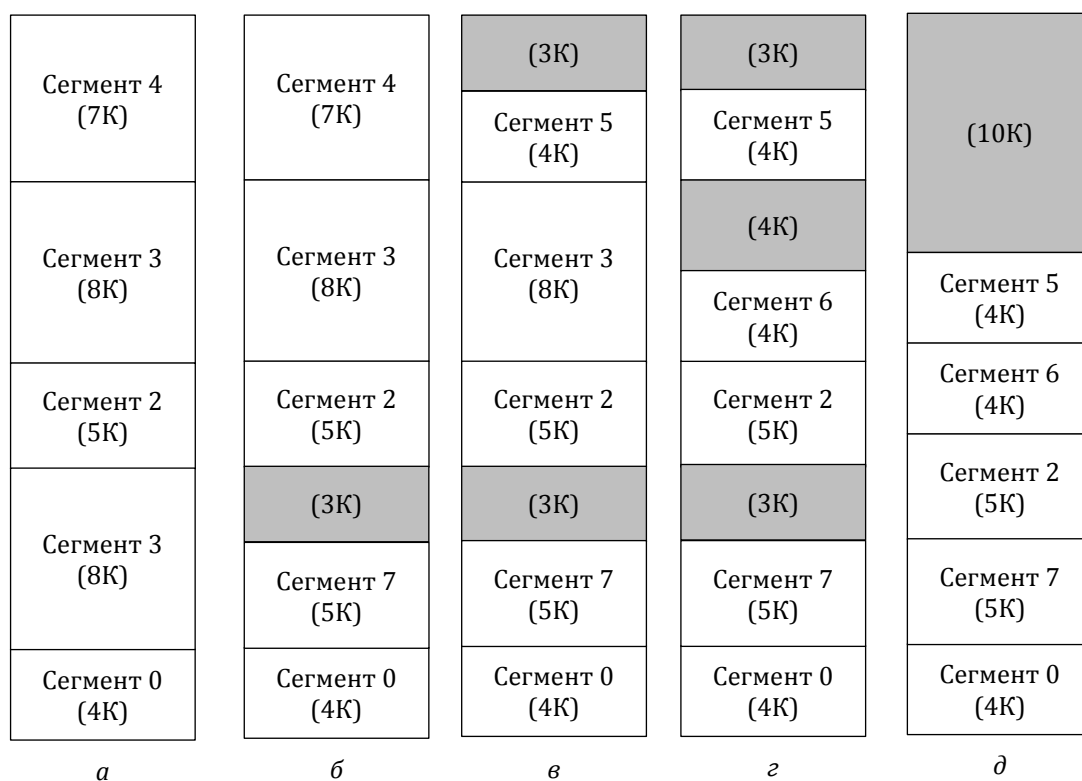 Сегмент 4
(7К)
Сегмент 3
(8К)
Сегмент 2
(5К)
Сегмент 3
(8К)
Сегмент 0
(4К)
а
Сегмент 4
(7К)
Сегмент 3
(8К)
Сегмент 2
(5К)
(3К)
Сегмент 7
(5К)
Сегмент 0
(4К)
б
(3К)
Сегмент 5
(4К)
Сегмент 3
(8К)
Сегмент 2
(5К)
(3К)
Сегмент 7
(5К)
Сегмент 0
(4К)
в
(3К)
Сегмент 5
(4К)
(4К)
Сегмент 6
(4К)
Сегмент 2
(5К)
(3К)
Сегмент 7
(5К)
Сегмент 0
(4К)
г
(10К)
Сегмент 5
(4К)
Сегмент 6
(4К)
Сегмент 2
(5К)
Сегмент 7
(5К)
Сегмент 0
(4К)
д